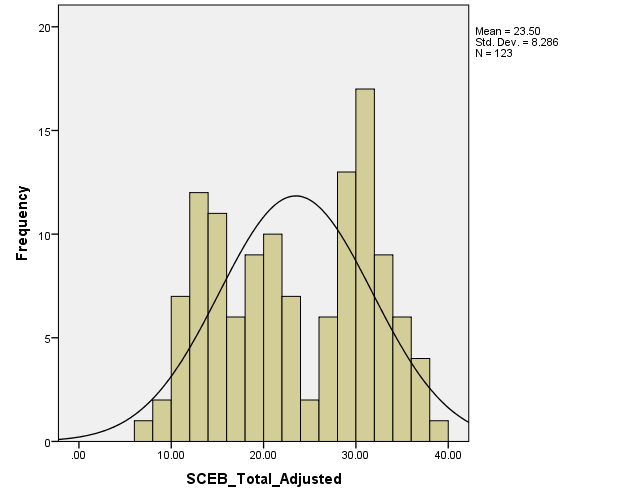 20
15
10
5
0
Frequency
.00 10.00 20.00 30.00 40.00
SCEB_Total_Adjusted
Mean = 23.50
Std. Dev. = 8.286
N = 123